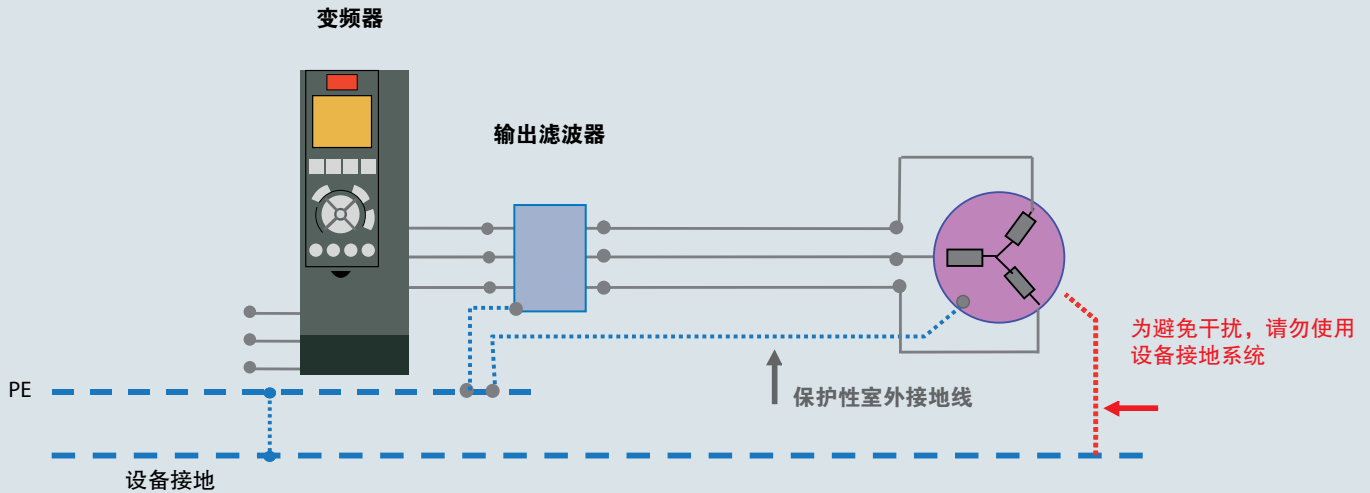 变频器
输出滤波器
为避免干扰，请勿使用
设备接地系统
PE
保护性室外接地线
设备接地